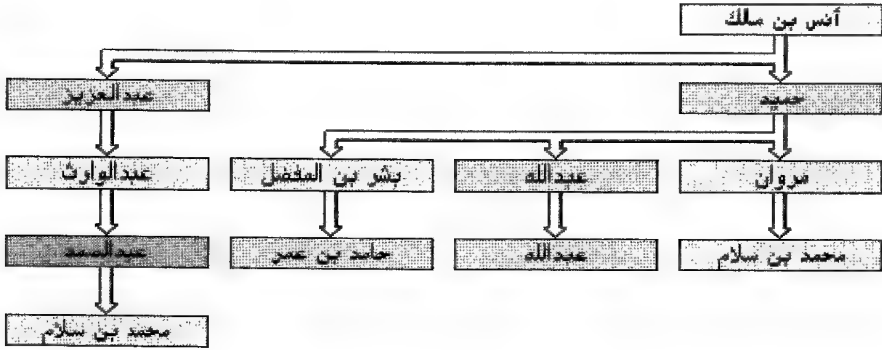 أنس بن مالك
حميد
عبدالعزيز
مروان
عبدالله
بشر بن المفضل
عبدالوارث
محمد بن سلام
عبدالله
حامد بن عمر
عبدالصمد
محمد بن سلام